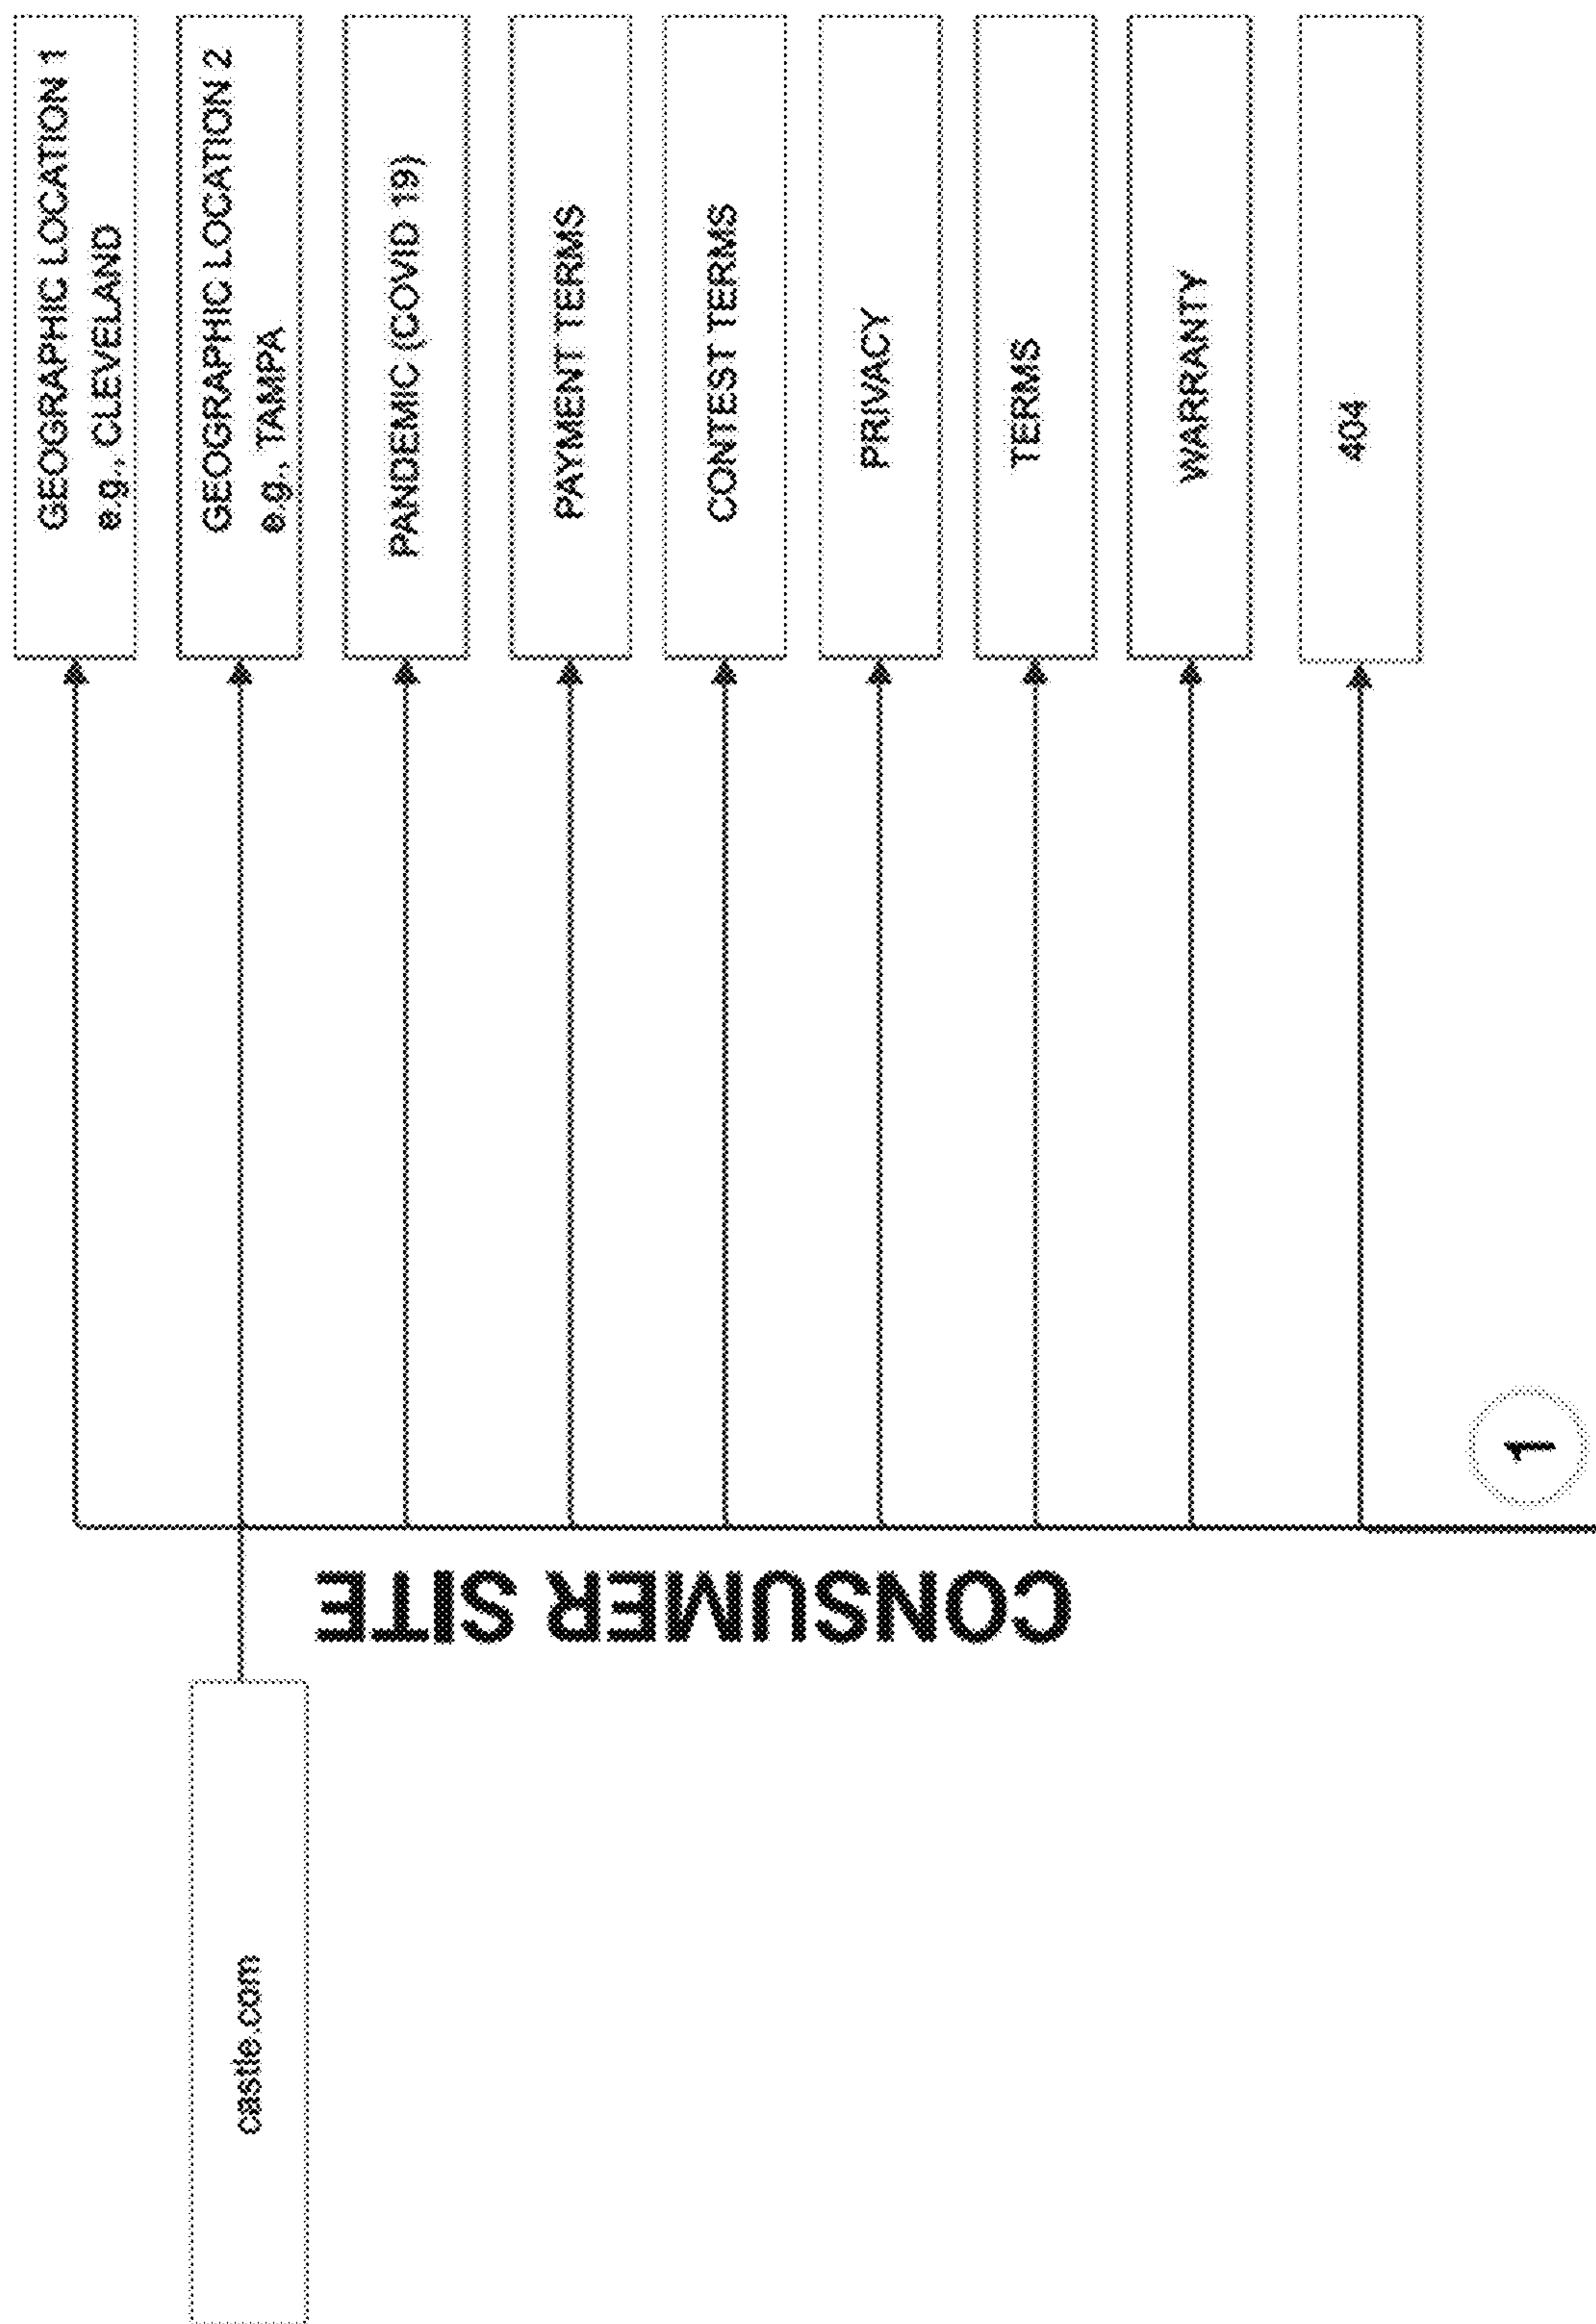 castle.com
CONSUMER SITE
GEOGRAPHIC LOCATION 1
e.g., CLEVELAND
GEOGRAPHIC LOCATION 2
e.g., TAMPA
PANDEMIC (COVID 19)
PAYMENT TERMS
CONTEST TERMS
PRIVACY
TERMS
WARRANTY
404
1